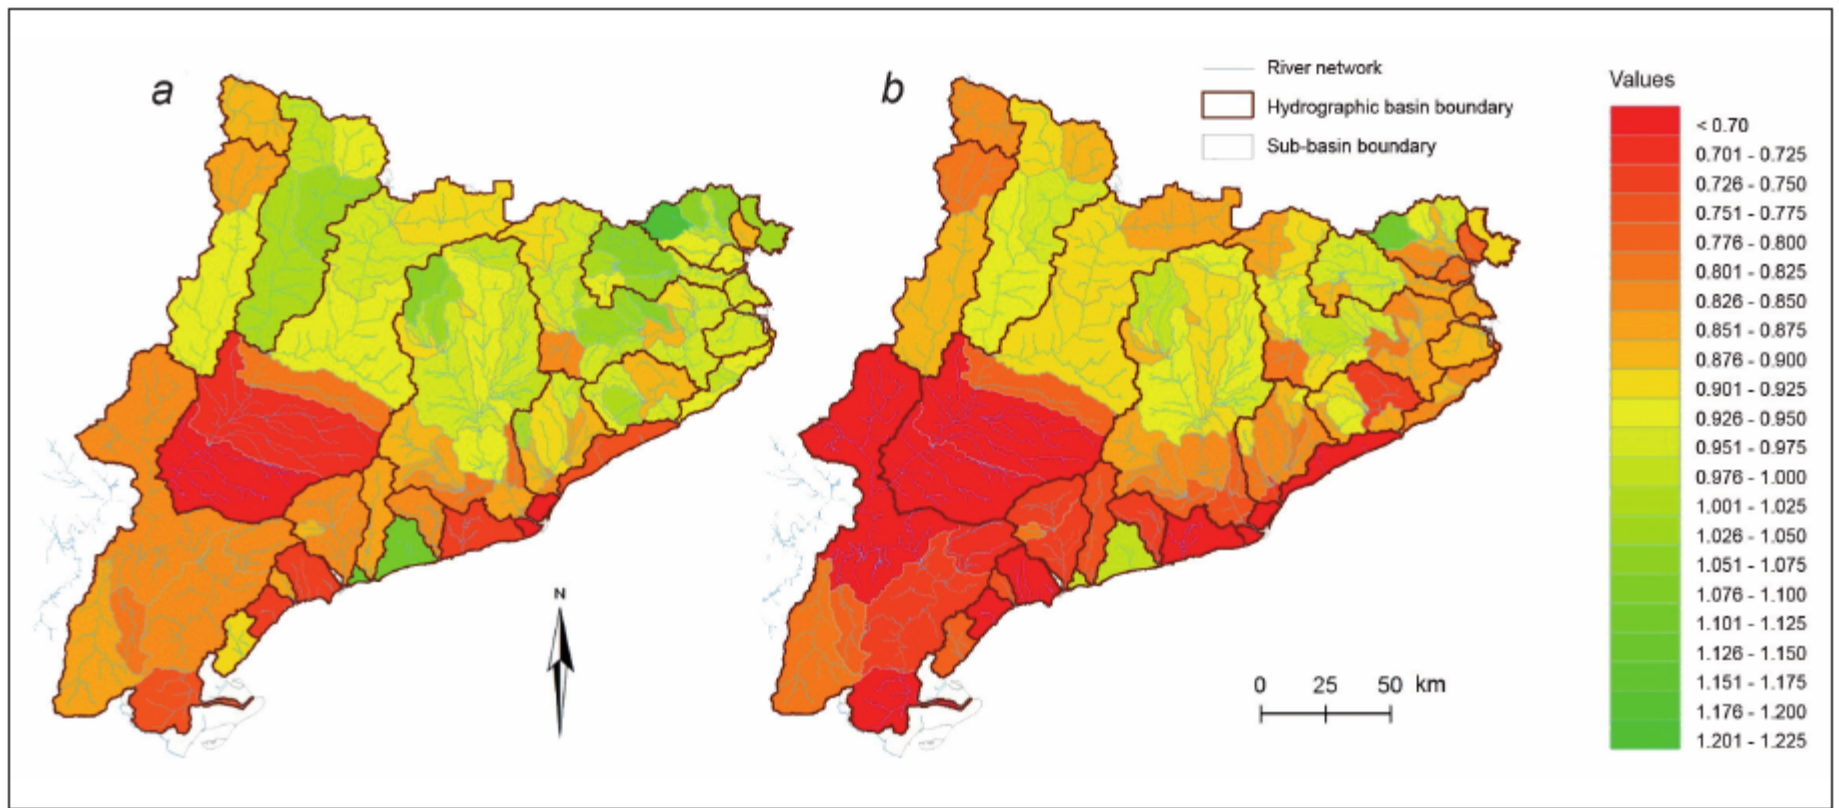 a
b
River network
Hydrographic basin boundary
Sub-basin boundary
Values
< 0.70
0.701 - 0.725
0.726 - 0.750
0.751 - 0.775
0.776 - 0.800
0.801 - 0.825
0.826 - 0.850
0.851 - 0.875
0.876 - 0.900
0.901 - 0.925
0.926 - 0.950
0.951 - 0.975
0.976 - 1.000
1.001 - 1.025
1.026 - 1.050
1.051 - 1.075
1.076 - 1.100
1.101 - 1.125
1.126 - 1.150
1.151 - 1.175
1.176 - 1.200
1.201 - 1.225
N
0 25 50 km